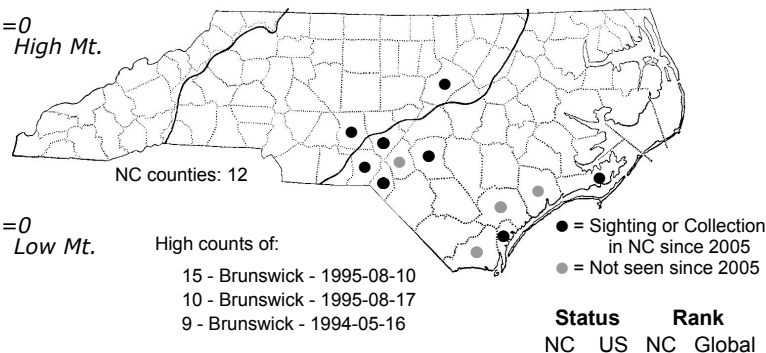 =0
High Mt.
NC counties: 12
=0
Low Mt.
High counts of:
15 - Brunswick - 1995-08-10
10 - Brunswick - 1995-08-17
9 - Brunswick - 1994-05-16
= Sighting or Collection
in NC since 2005
= Not seen since 2005
Status Rank
NC US NC Global